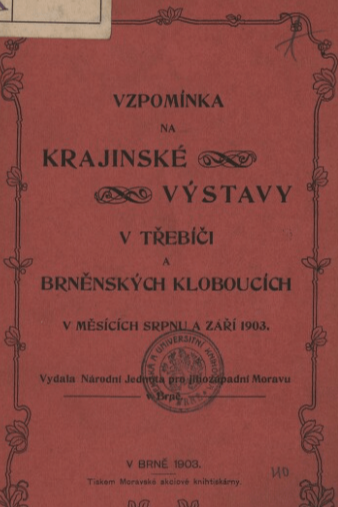 VZPOMÍNKA
NA
KRAJINSKÉ
VÝSTAVY
V TŘEBÍČI
A
BRNĚNSKÝCH KLOBOUCÍCH
V MĚSÍCÍCH SRPNU A ZÁŘÍ 1903.
Vydala Národní Jednota pro jihozápadní Moravu
v Brně
V BRNĚ 1903.
Tiskem Moravské akciové knihtiskárny.